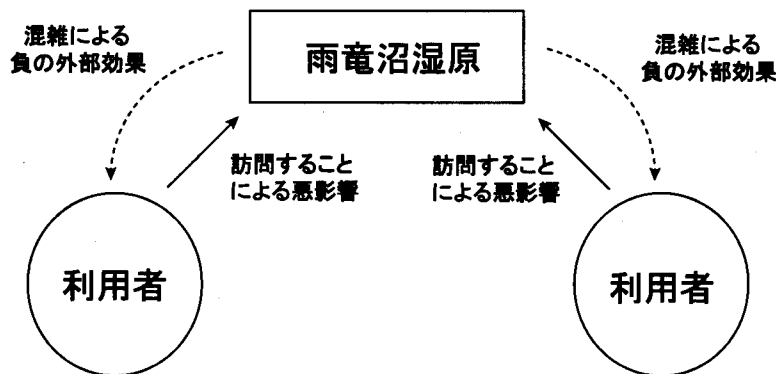 混雑による
負の外部効果
雨竜沼湿原
混雑による
負の外部効果
訪問すること
による悪影響
訪問すること
による悪影響
利用者
利用者